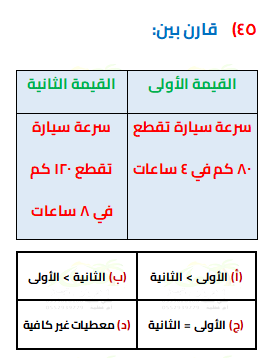 ٤٥) قارن بين:
القيمة الأولى
القيمة الثانية
سرعة سيارة تقطع
٨٠ كم في ٤ ساعات
سرعة سيارة
تقطع ١٢٠ كم
في ٨ ساعات
(أ) الأولى > الثانية
(ب) الثانية > الأولى
(ج) الأولى = الثانية
(د) معطيات غير كافية